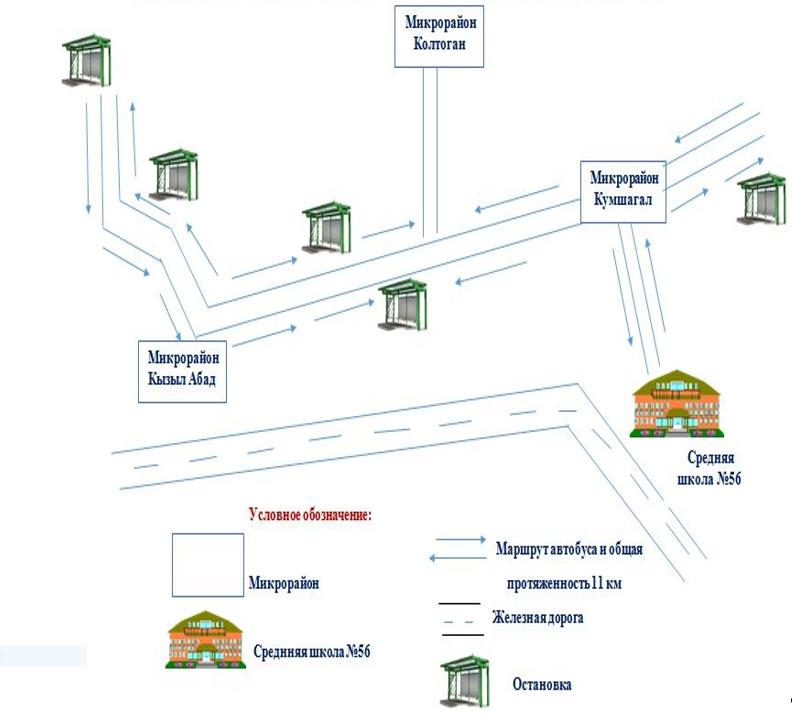 Микрорайон
Колтоган
Микрорайон
Кумшагал
Микрорайон
Кызыл Абад
Средняя
школа №56
Условное обозначение:
Микрорайон
Среднняя школа №56
Маршрут автобуса и общая
протяженность 11 км
Железная дорога
Остановка